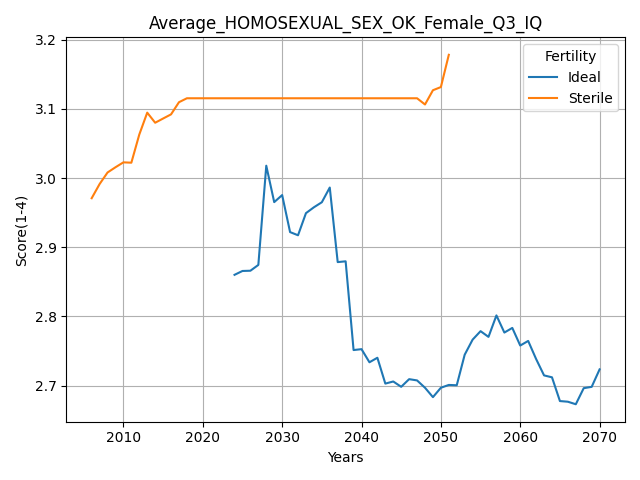 Average_HOMOSEXUAL_SEX_OK_Female_Q3_IQ
Fertility
Ideal
Sterile
Score(1-4)
3.2
3.1
3.0
2.9
2.8
2.7
2010 2020 2030 2040 2050 2060 2070
Years